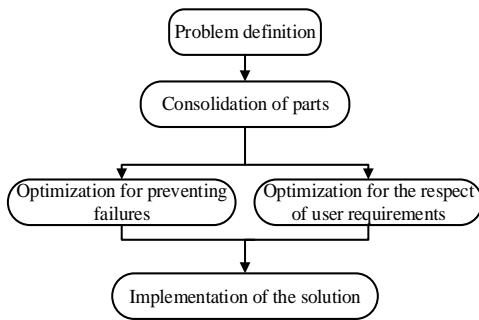 Problem definition
Consolidation of parts
Optimization for preventing
failures
Optimization for the respect
of user requirements
Implementation of the solution